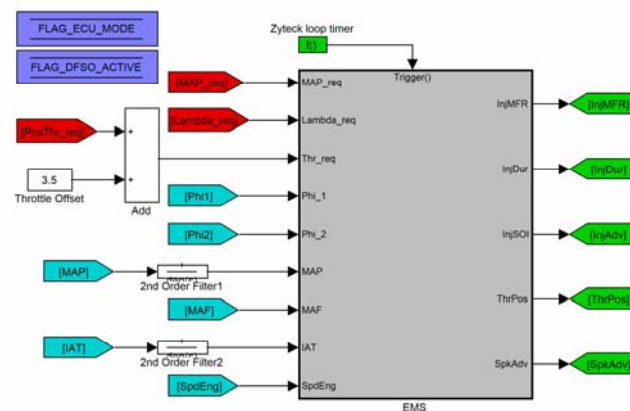 FLAG_ECU_MODE
FLAG_DFSO_ACTIVE
Zyteck loop timer
f()
Trigger()
[MAP_req]
MAP_req
[Lambda_req]
Lambda_req
[PosThr_req]
+
+
Thr_req
3.5
Throttle Offset
Add
[Phi1]
Phi_1
[Phi2]
Phi_2
[MAP]
2nd Order Filter1
MAP
[MAF]
MAF
[IAT]
2nd Order Filter2
IAT
[SpdEng]
SpdEng
InjMFR
[InjMFR]
InjDur
[InjDur]
InjSOI
[InjAdv]
ThrPos
[ThrPos]
SpkAdv
[SpkAdv]
EMS